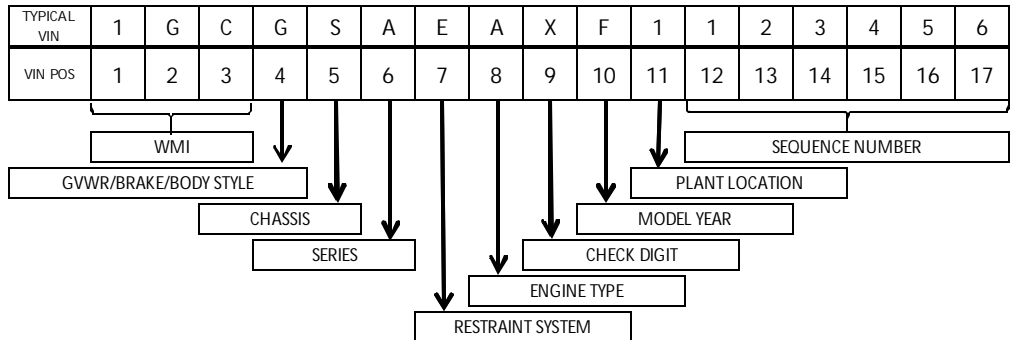 TYPICAL VIN 1 G C G S A E A X F 1 1 2 3 4 5 6
VIN POS 1 2 3 4 5 6 7 8 9 10 11 12 13 14 15 16 17
WMI SEQUENCE NUMBER
GVWR/BRAKE/BODY STYLE PLANT LOCATION
CHASSIS MODEL YEAR
SERIES CHECK DIGIT
ENGINE TYPE
RESTRAINT SYSTEM